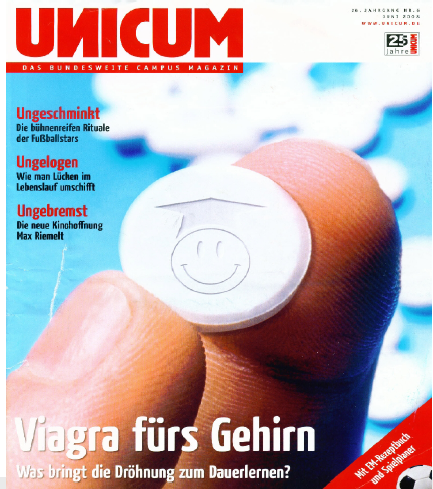 UNICUM
DAS BUNDESWEITE CAMPUS MAGAZIN
26. JAHRGANG NR. 6
JUNI 2008
WWW.UNICUM.DE
25
Jahre UNICUM
Ungeschminkt
Die bühnenreifen Rituale
der Fußballstars
Ungelogen
Wie man Lücken im
Lebenslauf umschifft
Ungebremst
Die neue Kinohoffnung
Max Riemelt
Viagra fürs Gehirn
Was bringt die Dröhnung zum Dauerlernen?
Mit EM-Rezeptbuch
und Spielplaner